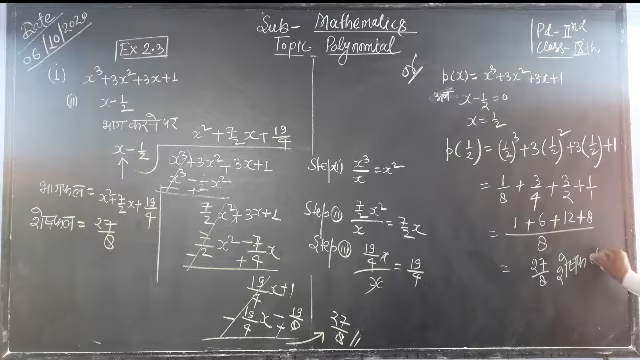 Date
06/10/2020
Sub- Mathematics
Topic- Polynomial
Pd- IInd
Class- IXth
Ex 2.3
(i) x³+3x²+3x+1
(ii) x-1/2
भाग करने पर
x²+7/2x+19/4
x-1/2 ) x³+3x²+3x+1
x³-1/2x²
7/2x²+3x+1
7/2x²-7/4x
- +
19/4x+1
19/4x-19/8
- +
27/8
भागफल = x²+7/2x+19/4
शेषफल = 27/8
Step(i) x³/x = x²
Step(ii) 7/2x²/x = 7/2x
Step(iii) 19/4x/x = 19/4
p(x) = x³+3x²+3x+1
x-1/2=0
x=1/2
p(1/2) = (1/2)³+3(1/2)²+3(1/2)+1
= 1/8+3/4+3/2+1/1
= 1+6+12+8/8
= 27/8 शेषफ